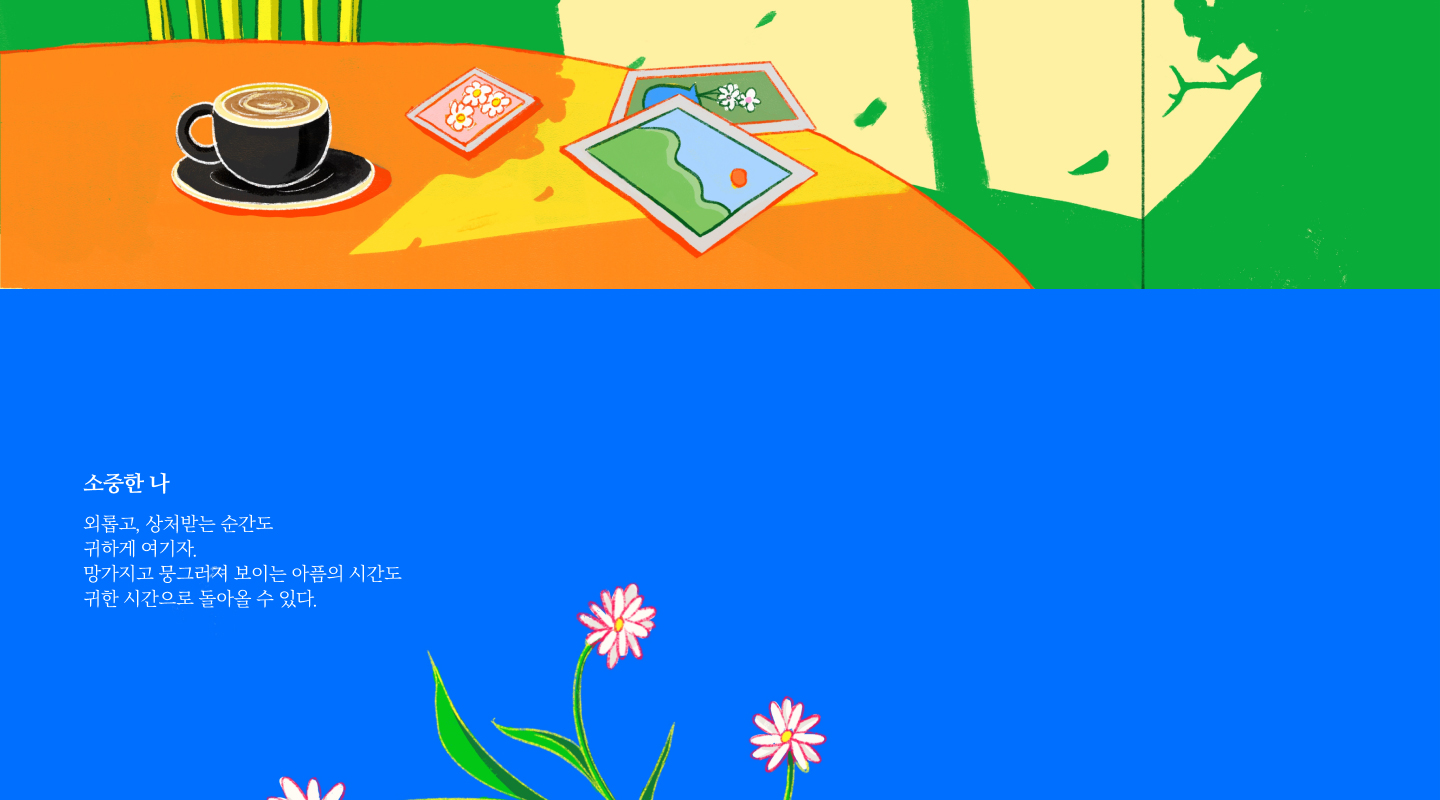 소중한 나
외롭고, 상처받는 순간도
귀하게 여기자.
망가지고 뭉그러져 보이는 아픔의 시간도
귀한 시간으로 돌아올 수 있다.